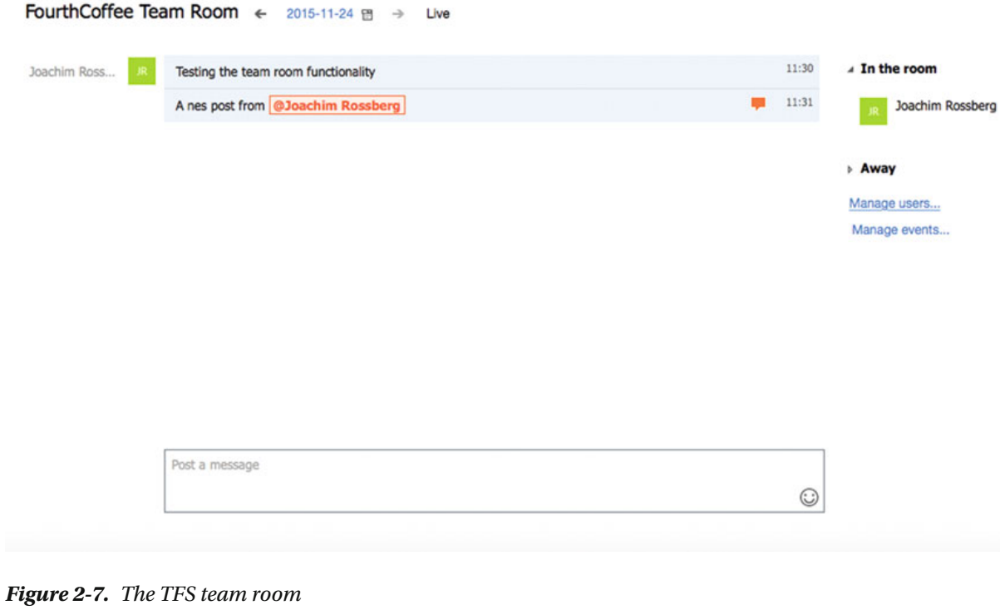 FourthCoffee Team Room ← 2015-11-24 → Live
Joachim Ross... JR Testing the team room functionality 11:30
A nes post from @Joachim Rossberg 11:31
In the room
JR Joachim Rossberg
Away
Manage users...
Manage events...
Post a message
Figure 2-7. The TFS team room